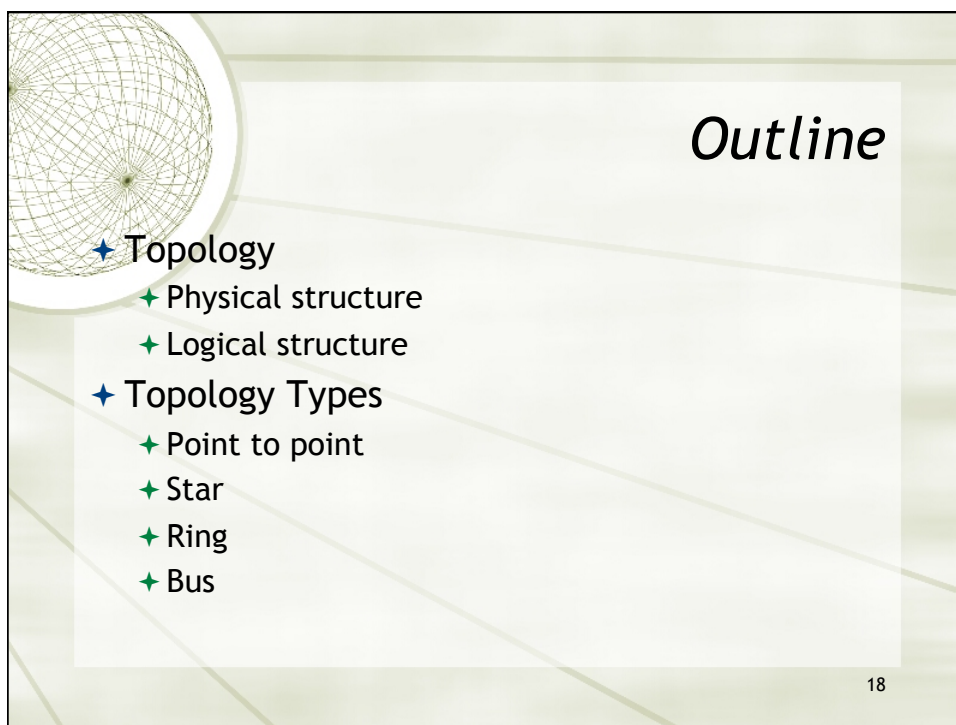 Outline
Topology
Physical structure
Logical structure
Topology Types
Point to point
Star
Ring
Bus
18